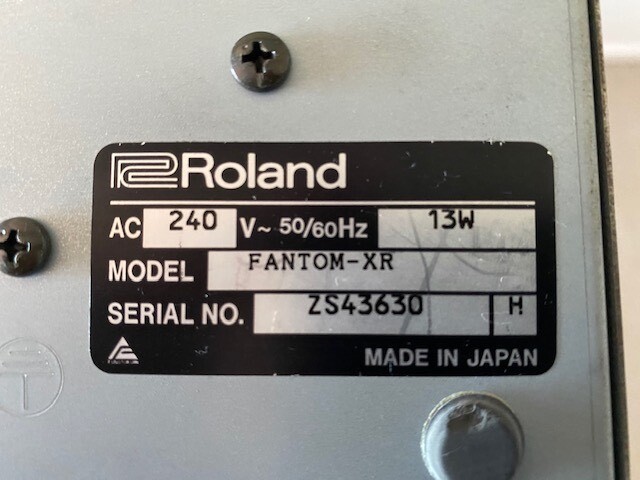 Roland
AC 240 V~ 50/60Hz 13W
MODEL FANTOM-XR
SERIAL NO. ZS43630 H
MADE IN JAPAN